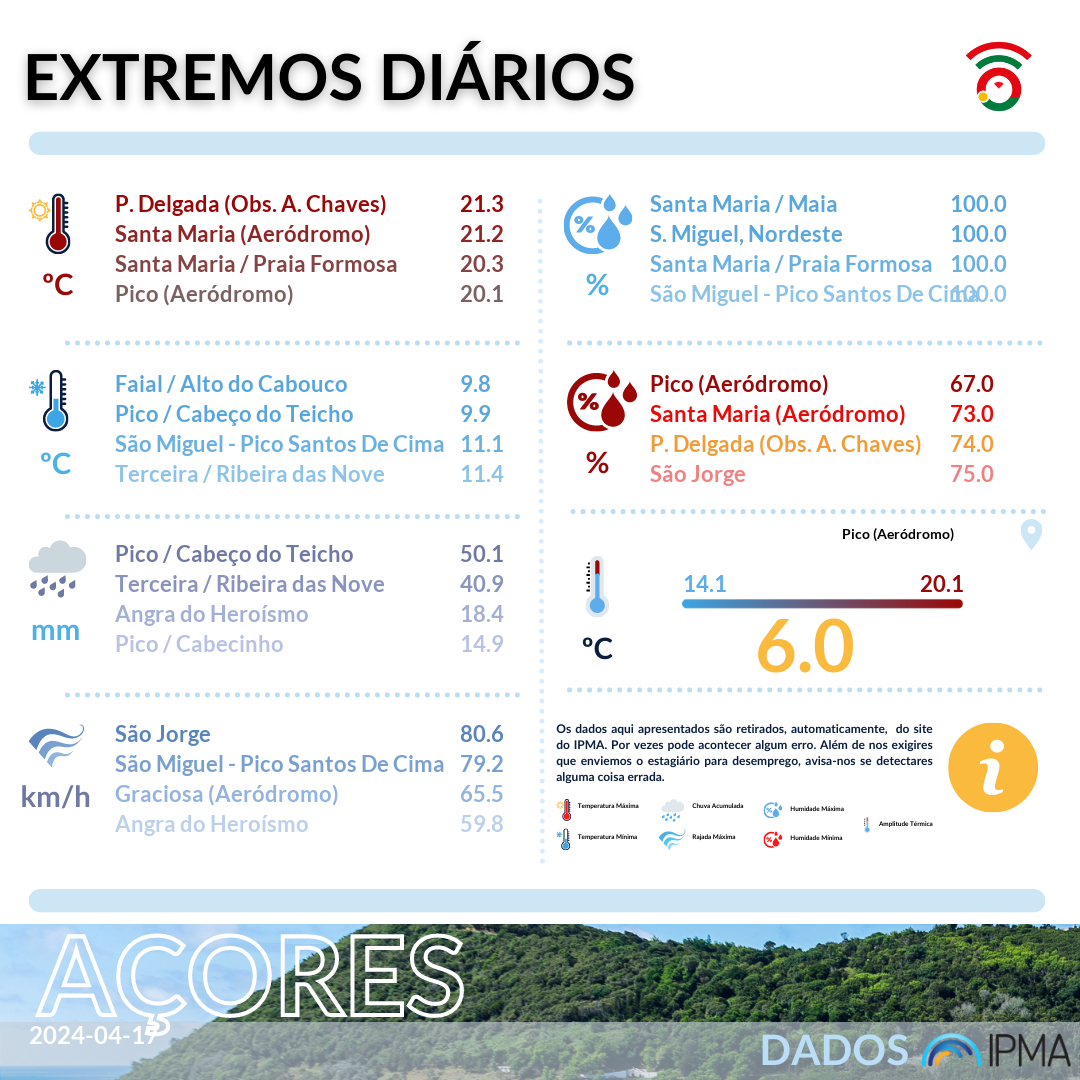 EXTREMOS DIÁRIOS
ºC
P. Delgada (Obs. A. Chaves) 21.3
Santa Maria (Aeródromo) 21.2
Santa Maria / Praia Formosa 20.3
Pico (Aeródromo) 20.1
ºC
Faial / Alto do Cabouco 9.8
Pico / Cabeço do Teicho 9.9
São Miguel - Pico Santos De Cima 11.1
Terceira / Ribeira das Nove 11.4
mm
Pico / Cabeço do Teicho 50.1
Terceira / Ribeira das Nove 40.9
Angra do Heroísmo 18.4
Pico / Cabecinho 14.9
km/h
São Jorge 80.6
São Miguel - Pico Santos De Cima 79.2
Graciosa (Aeródromo) 65.5
Angra do Heroísmo 59.8
%
%
Santa Maria / Maia 100.0
S. Miguel, Nordeste 100.0
Santa Maria / Praia Formosa 100.0
São Miguel - Pico Santos De Cima 100.0
%
%
Pico (Aeródromo) 67.0
Santa Maria (Aeródromo) 73.0
P. Delgada (Obs. A. Chaves) 74.0
São Jorge 75.0
Pico (Aeródromo)
ºC
14.1 20.1
6.0
Os dados aqui apresentados são retirados, automaticamente, do site
do IPMA. Por vezes pode acontecer algum erro. Além de nos exigires
que enviemos o estagiário para desemprego, avisa-nos se detectares
alguma coisa errada.
i
Temperatura Máxima
Chuva Acumulada
Humidade Máxima
Amplitude Térmica
Temperatura Mínima
Rajada Máxima
Humidade Mínima
AÇORES
DADOS IPMA